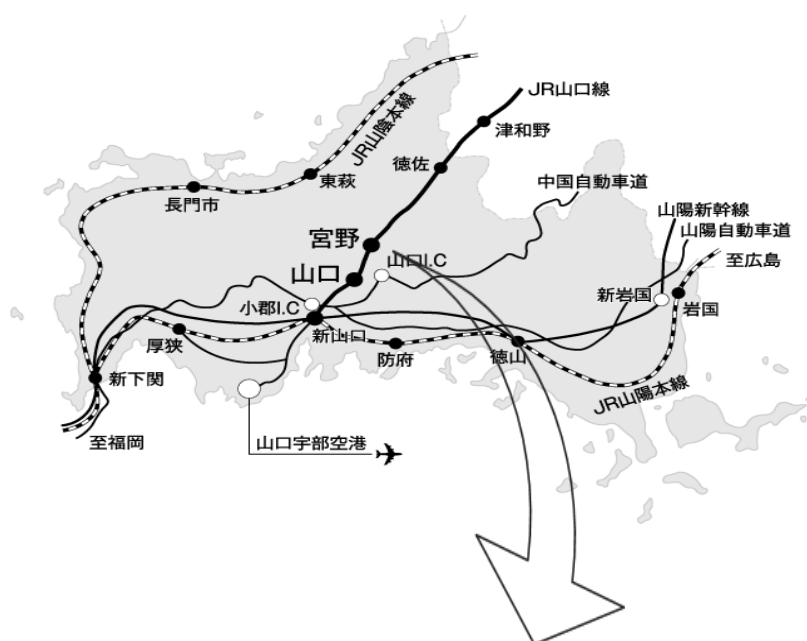 JR山口線
JR山陰本線
津和野
徳佐
東萩
中国自動車道
長門市
山陽新幹線
山陽自動車道
宮野
至広島
山口I.C
山口
新岩国
小郡I.C
岩国
新山口
厚狭
防府
徳山
新下関
JR山陽本線
至福岡
山口宇部空港